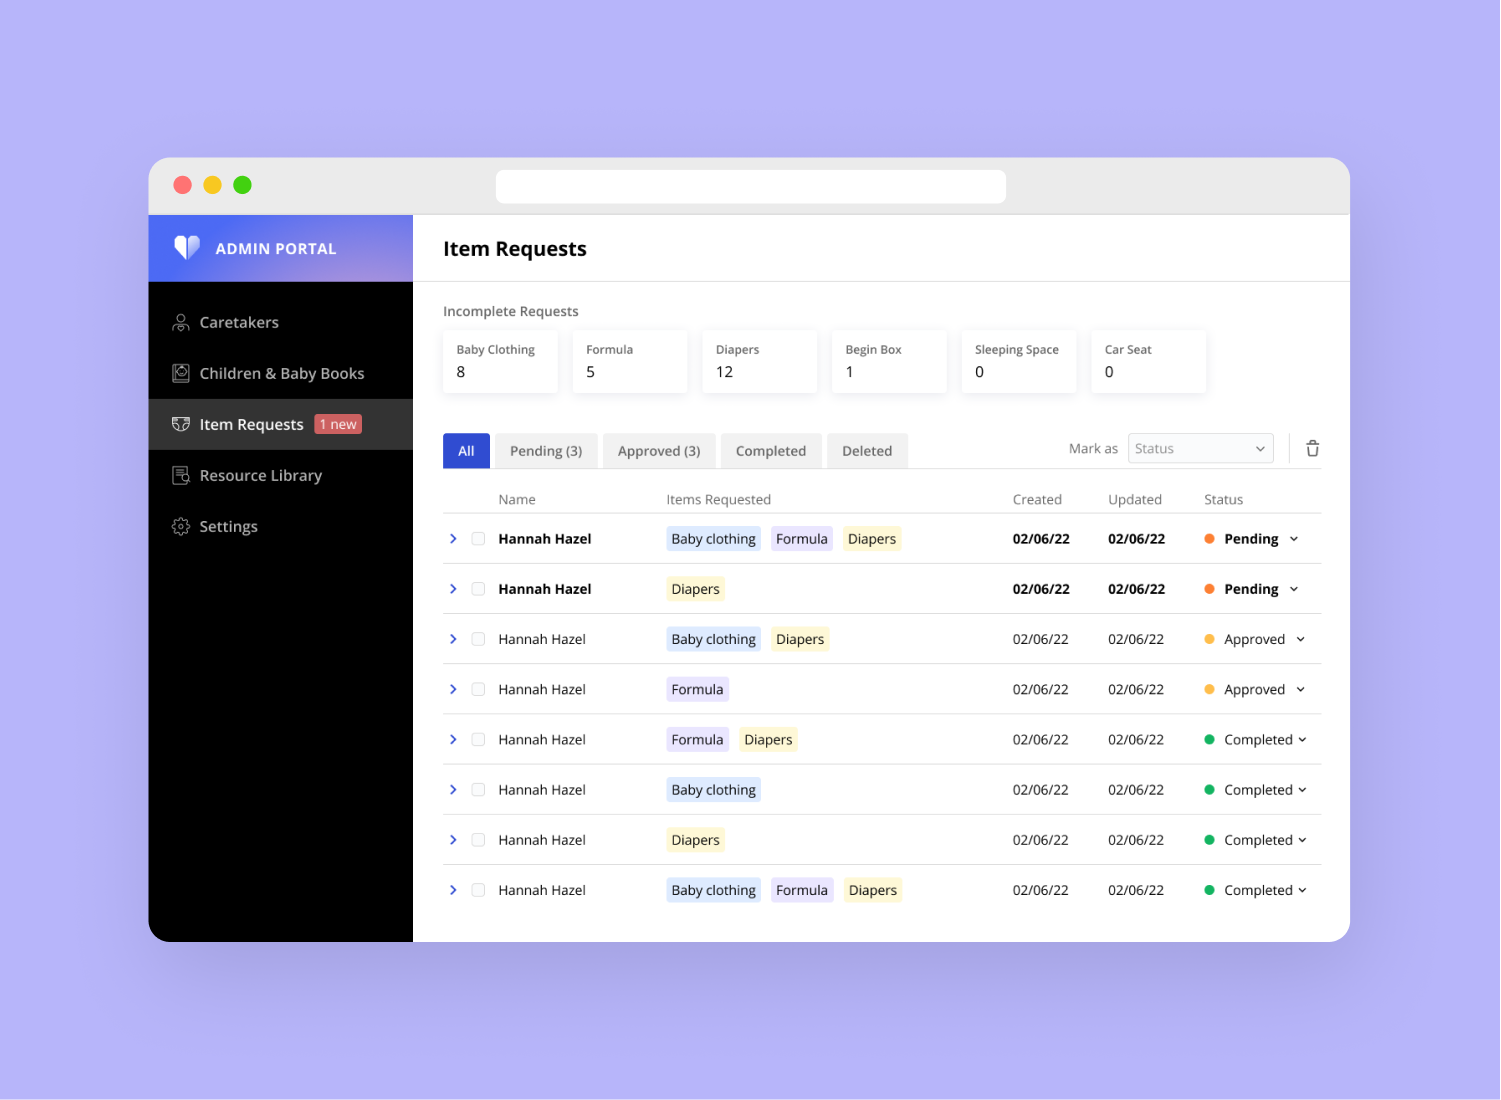 ADMIN PORTAL
Caretakers
Children & Baby Books
Item Requests 1 new
Resource Library
Settings
Item Requests
Incomplete Requests
Baby Clothing
8
Formula
5
Diapers
12
Begin Box
1
Sleeping Space
0
Car Seat
0
All Pending (3) Approved (3) Completed Deleted Mark as Status
Name Items Requested Created Updated Status
Hannah Hazel Baby clothing Formula Diapers 02/06/22 02/06/22 Pending
Hannah Hazel Diapers 02/06/22 02/06/22 Pending
Hannah Hazel Baby clothing Diapers 02/06/22 02/06/22 Approved
Hannah Hazel Formula 02/06/22 02/06/22 Approved
Hannah Hazel Formula Diapers 02/06/22 02/06/22 Completed
Hannah Hazel Baby clothing 02/06/22 02/06/22 Completed
Hannah Hazel Diapers 02/06/22 02/06/22 Completed
Hannah Hazel Baby clothing Formula Diapers 02/06/22 02/06/22 Completed